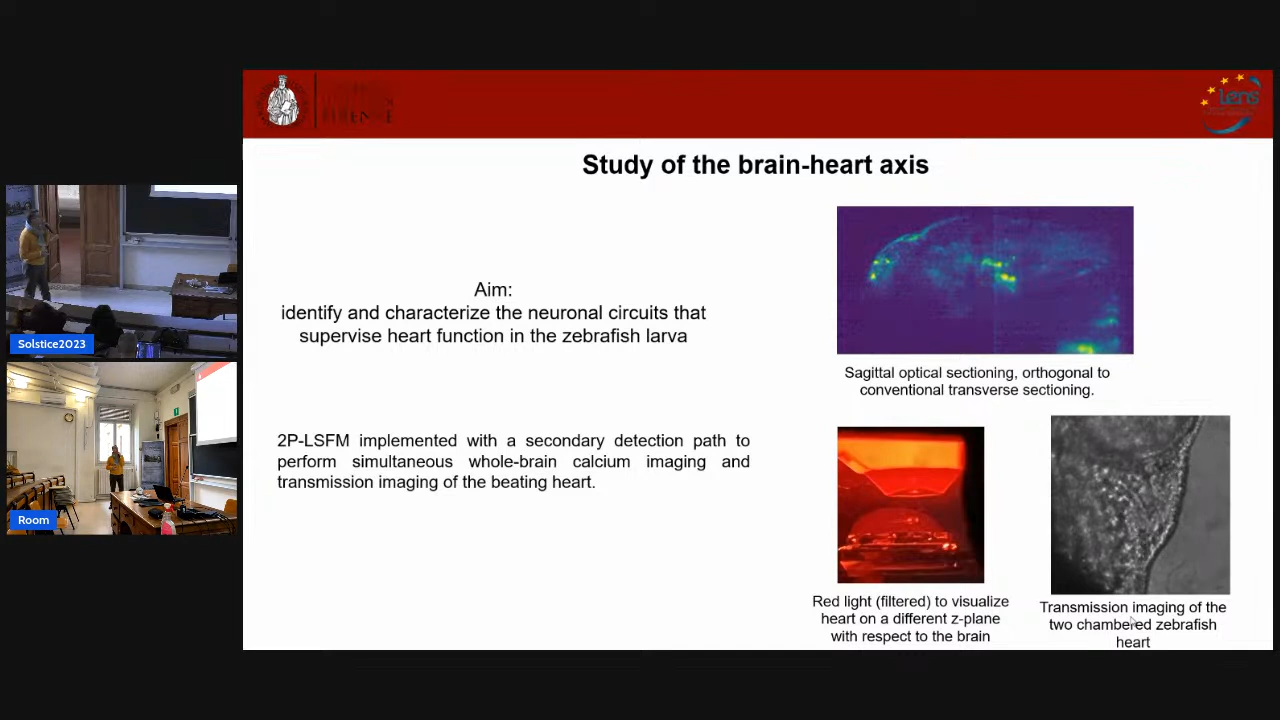 Lens
Study of the brain-heart axis
Aim:
identify and characterize the neuronal circuits that
supervise heart function in the zebrafish larva
Sagittal optical sectioning, orthogonal to
conventional transverse sectioning.
2P-LSFM implemented with a secondary detection path to
perform simultaneous whole-brain calcium imaging and
transmission imaging of the beating heart.
Red light (filtered) to visualize
heart on a different z-plane
with respect to the brain
Transmission imaging of the
two chambered zebrafish
heart
Solstice2023
Room